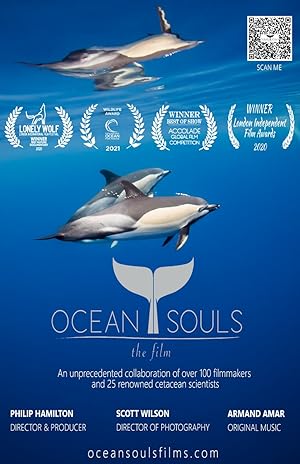 SCAN ME
LONELY WOLF
2020
WILDLIFE
AWARD
OCEAN
2021
WINNER
BEST OF SHOW
ACCOLADE
GLOBAL FILM
COMPETITION
WINNER
London Independent
Film Awards
2020
OCEAN SOULS
the film
An unprecedented collaboration of over 100 filmmakers
and 25 renowned cetacean scientists
PHILIP HAMILTON
DIRECTOR & PRODUCER
SCOTT WILSON
DIRECTOR OF PHOTOGRAPHY
ARMAND AMAR
ORIGINAL MUSIC
oceansoulsfilms.com